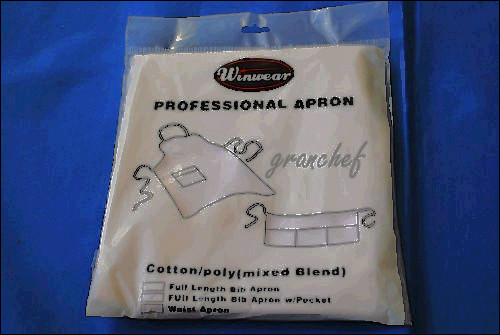 Winwear
PROFESSIONAL APRON
granchef
Cotton/poly(mixed Blend)
Full Length Bib Apron
FUll Length Bib Apron w/Pocket
Waist Apron